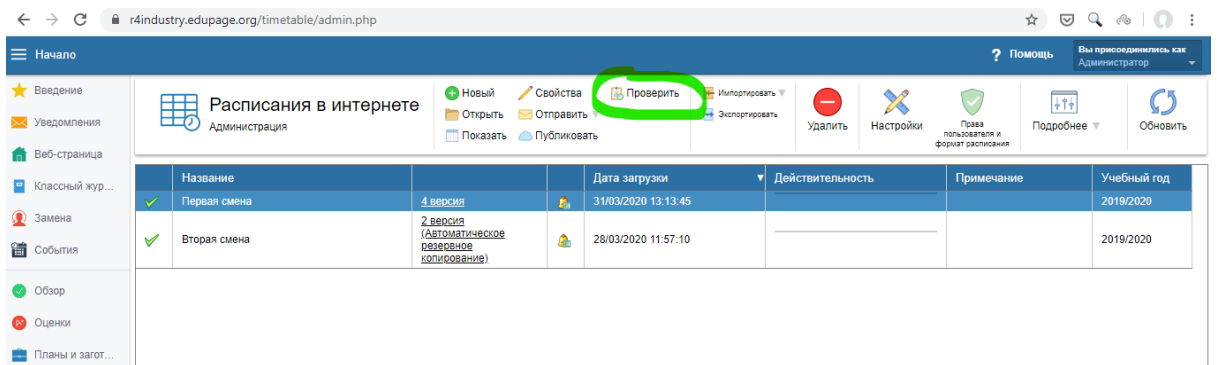 r4industry.edupage.org/timetable/admin.php
Начало
? Помощь
Вы присоединились как
Администратор
Введение
Уведомления
Веб-страница
Классный жур...
Замена
События
Обзор
Оценки
Планы и загот...
Расписания в интернете
Администрация
Новый
Свойства
Проверить
Импортировать
Открыть
Отправить
Экспортировать
Показать
Публиковать
Удалить
Настройки
Права
пользователя и
формат расписания
Подробнее
Обновить
Название
Дата загрузки
Действительность
Примечание
Учебный год
Первая смена
4 версия
31/03/2020 13:13:45
2019/2020
Вторая смена
2 версия
(Автоматическое
резервное
копирование)
28/03/2020 11:57:10
2019/2020